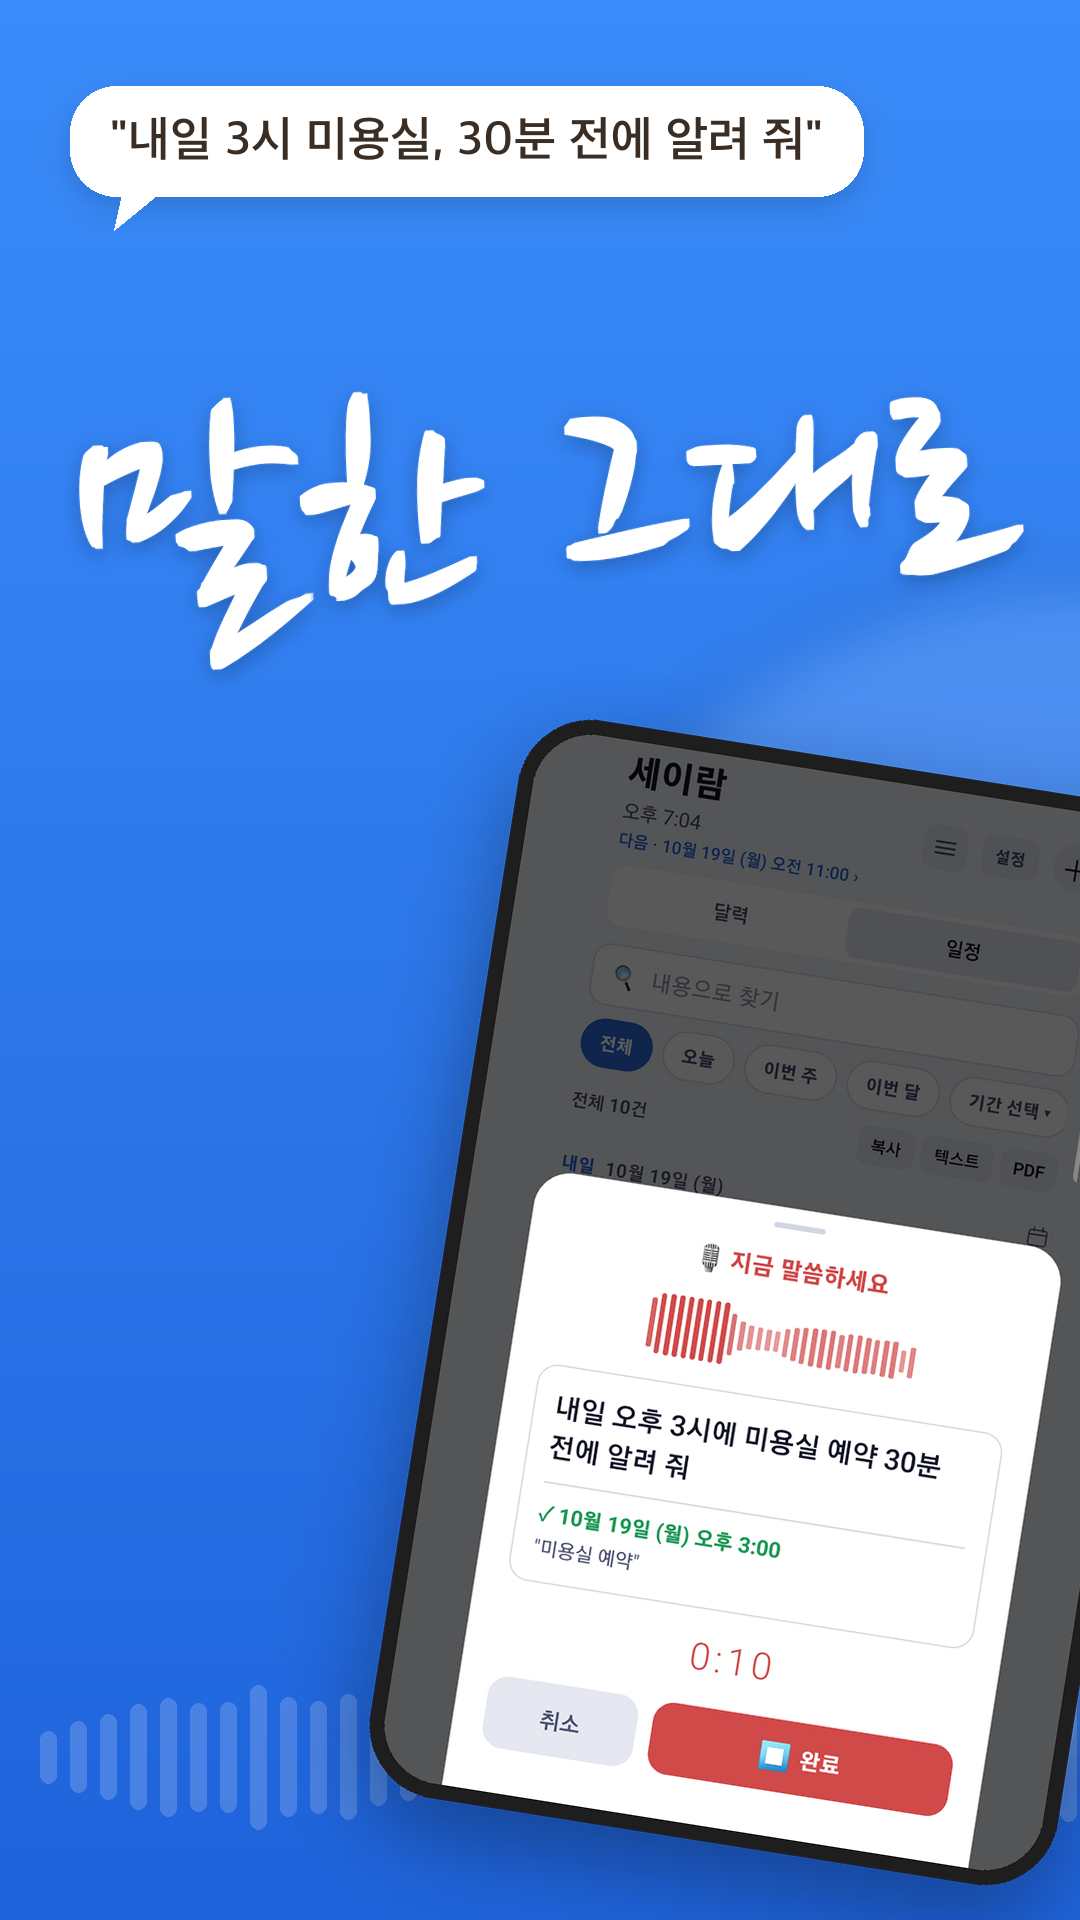 "내일 3시 미용실, 30분 전에 알려 줘"
말한 그대로
세이람
오후 7:04
다음 · 10월 19일 (월) 오전 11:00 ›
설정
달력
일정
내용으로 찾기
전체
오늘
이번 주
이번 달
기간 선택 ▾
전체 10건
복사
텍스트
PDF
내일 10월 19일 (월)
지금 말씀하세요
내일 오후 3시에 미용실 예약 30분
전에 알려 줘
✓ 10월 19일 (월) 오후 3:00
"미용실 예약"
0:10
취소
완료